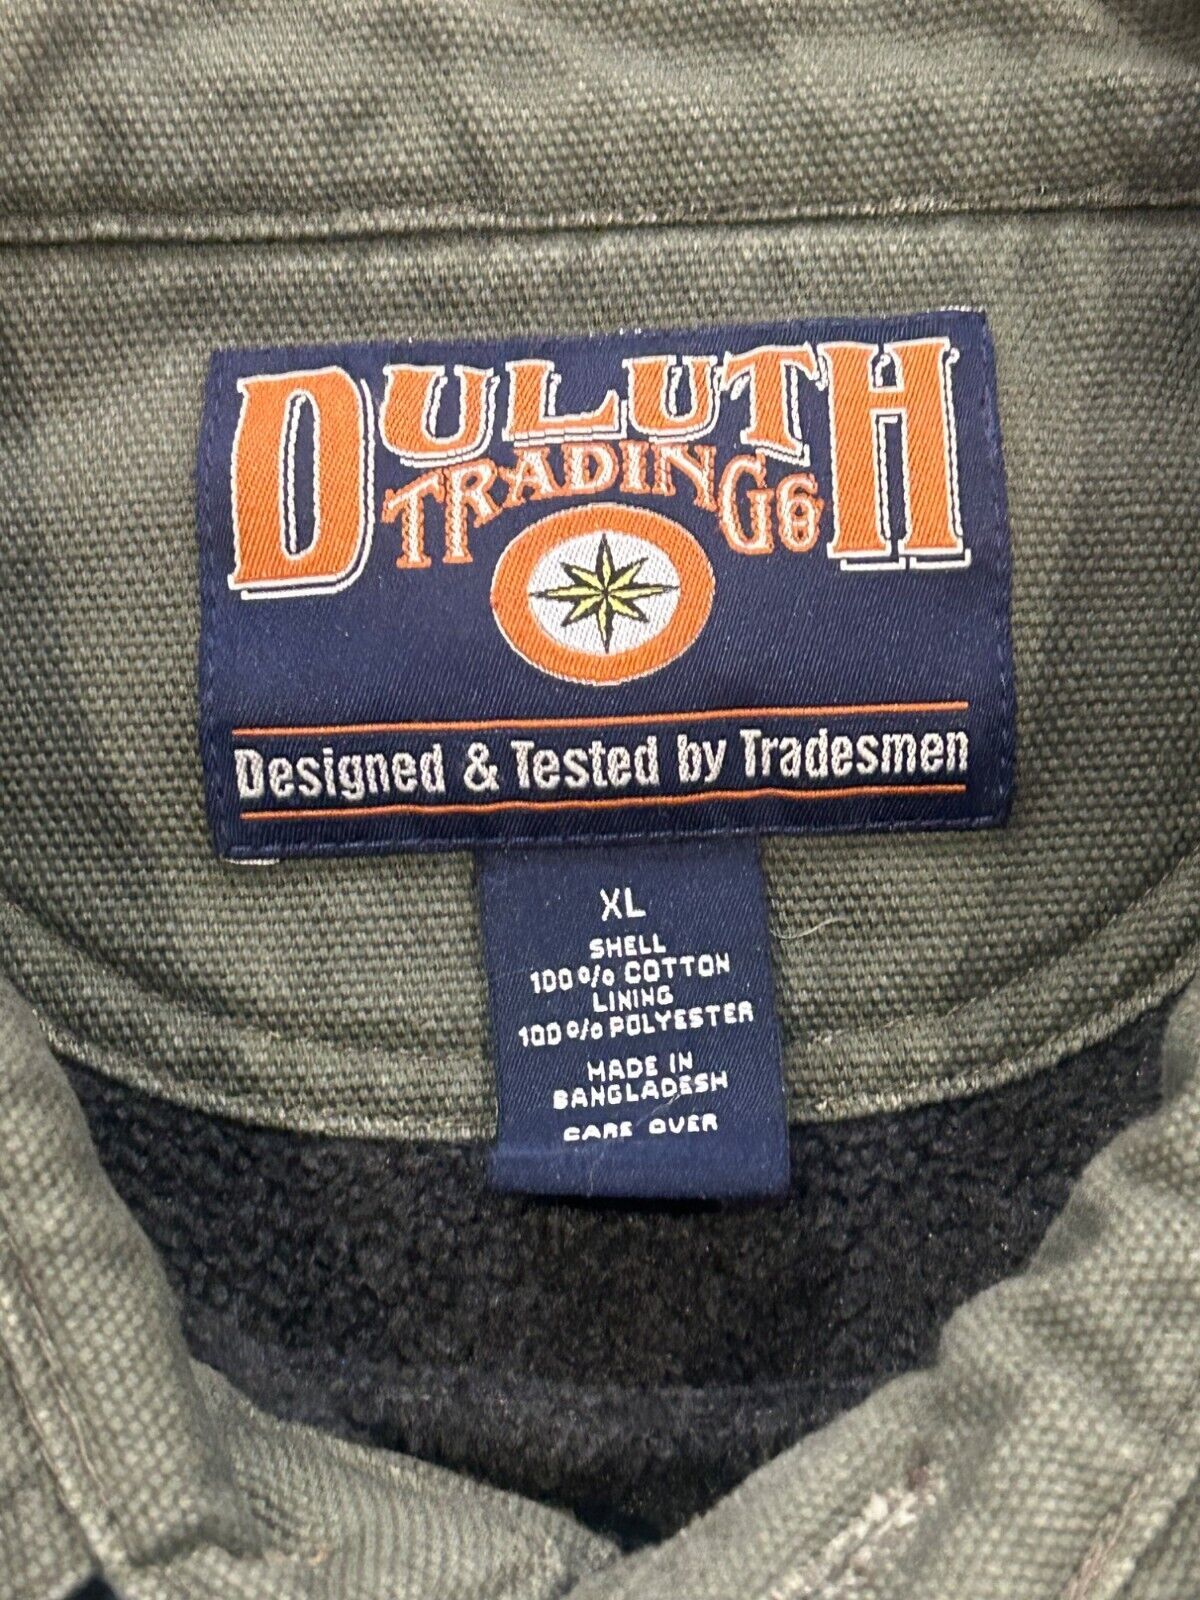 DULUTH
TRADING Co
Designed & Tested by Tradesmen
XL
SHELL
100% COTTON
LINING
100% POLYESTER
MADE IN
BANGLADESH
CARE OVER